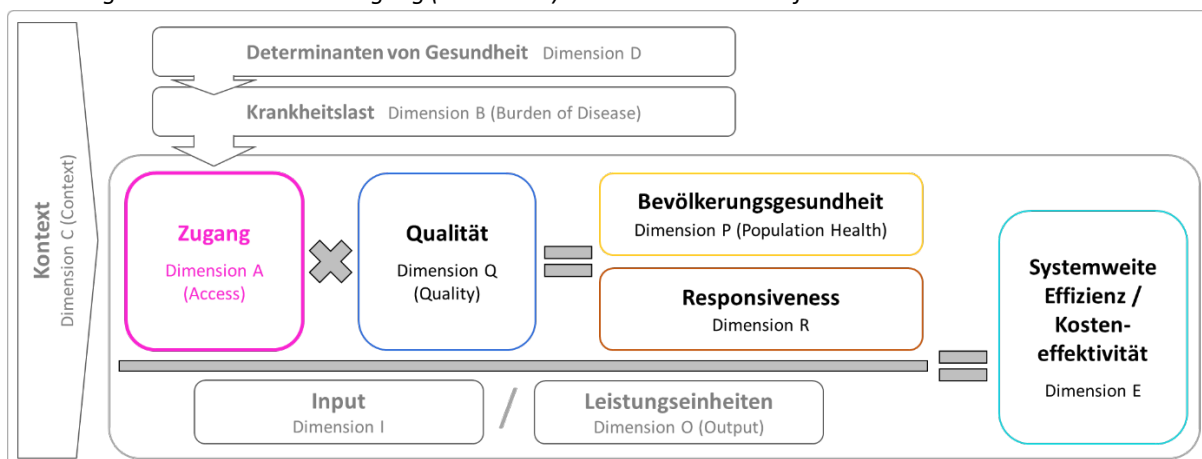 Determinanten von Gesundheit Dimension D
Krankheitslast Dimension B (Burden of Disease)
Kontext
Dimension C (Context)
Zugang
Dimension A
(Access)
Qualität
Dimension Q
(Quality)
Bevölkerungsgesundheit
Dimension P (Population Health)
Responsiveness
Dimension R
Systemweite
Effizienz /
Kosten-
effektivität
Dimension E
Input
Dimension I
/
Leistungseinheiten
Dimension O (Output)